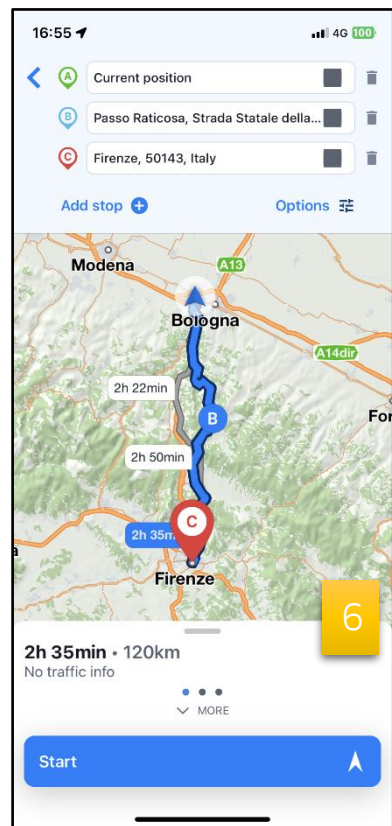 16:55
4G 100
A Current position
B Passo Raticosa, Strada Statale della...
C Firenze, 50143, Italy
Add stop
Options
Modena
A13
Bologna
A14dir
2h 22min
B
For
2h 50min
C
2h 35m
Firenze
6
2h 35min • 120km
No traffic info
MORE
Start